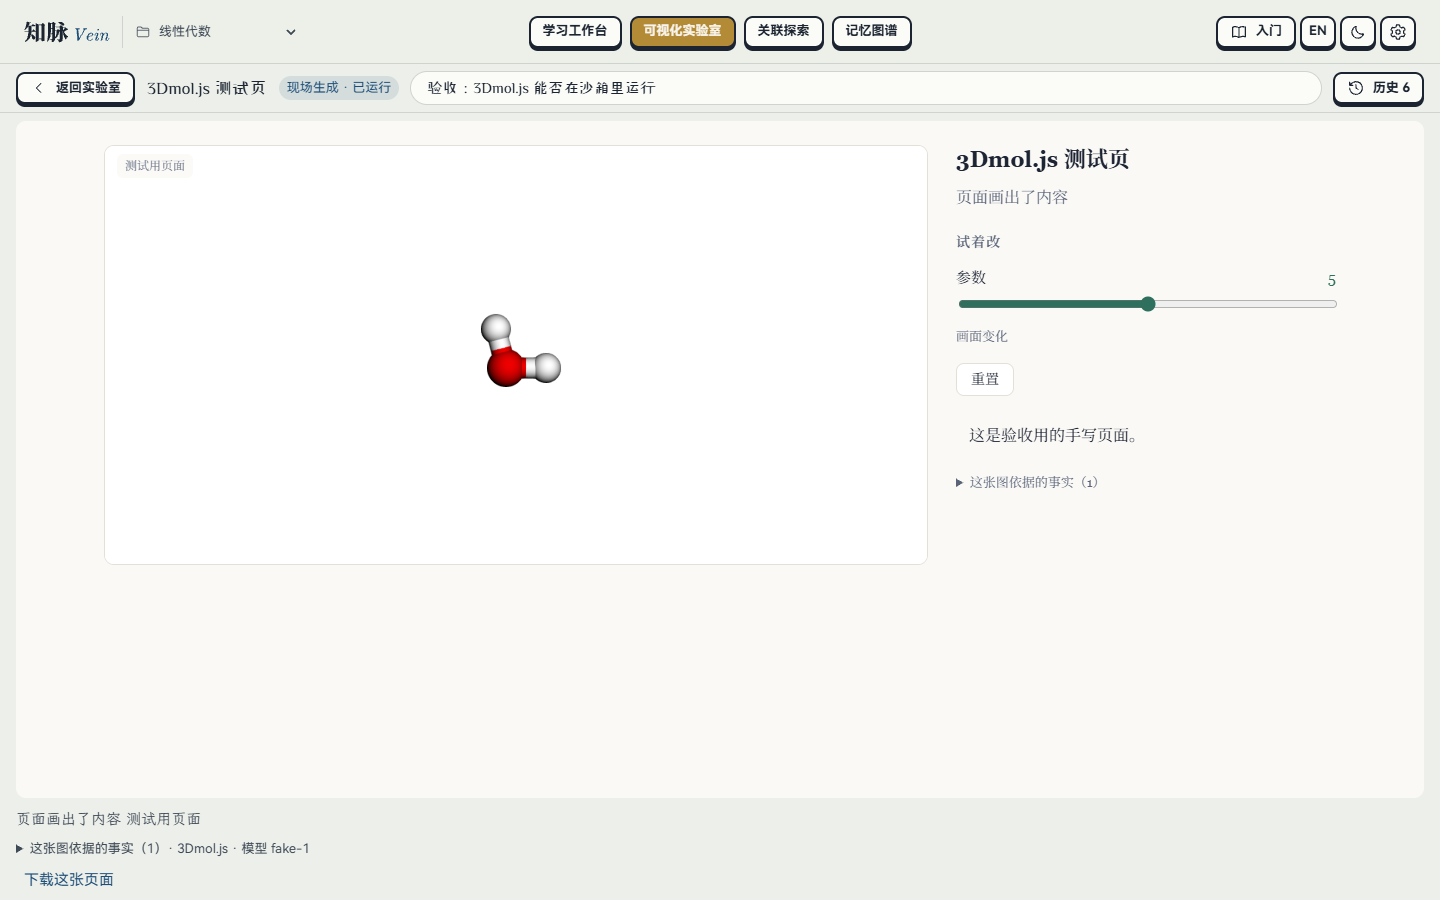 知脉 Vein
线性代数
学习工作台
可视化实验室
关联探索
记忆图谱
入门
EN
返回实验室
3Dmol.js 测试页
现场生成 · 已运行
验收：3Dmol.js 能否在沙箱里运行
历史 6
测试用页面
3Dmol.js 测试页
页面画出了内容
试着改
参数 5
画面变化
重置
这是验收用的手写页面。
这张图依据的事实（1）
页面画出了内容 测试用页面
这张图依据的事实（1）· 3Dmol.js · 模型 fake-1
下载这张页面